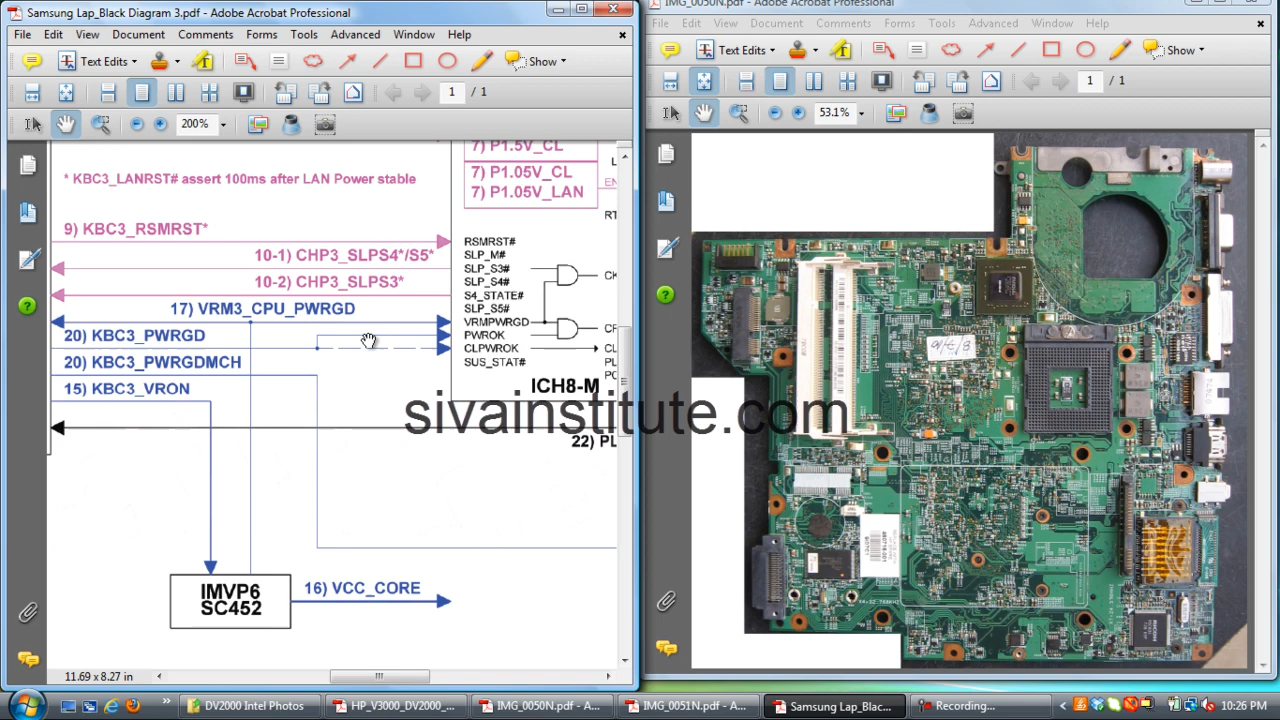 Samsung Lap_Black Diagram 3.pdf - Adobe Acrobat Professional
File Edit View Document Comments Forms Tools Advanced Window Help
Text Edits
Show
1 / 1
200%
7) P1.5V_CL
7) P1.05V_CL
7) P1.05V_LAN
* KBC3_LANRST# assert 100ms after LAN Power stable
EN
RT
9) KBC3_RSMRST*
10-1) CHP3_SLPS4*/S5*
10-2) CHP3_SLPS3*
17) VRM3_CPU_PWRGD
20) KBC3_PWRGD
20) KBC3_PWRGDMCH
15) KBC3_VRON
RSMRST#
SLP_M#
SLP_S3#
SLP_S4#
S4_STATE#
SLP_S5#
VRMPWRGD
PWROK
CLPWROK
SUS_STAT#
CK
CP
CL
PL
ICH8-M
22) PL
IMVP6
SC452
16) VCC_CORE
11.69 x 8.27 in
sivainstitute.com
IMG_0050N.pdf - Adobe Acrobat Professional
File Edit View Document Comments Forms Tools Advanced Window Help
Text Edits
Show
1 / 1
53.1%
DV2000 Intel Photos
HP_V3000_DV2000_...
IMG_0050N.pdf - A...
IMG_0051N.pdf - A...
Samsung Lap_Blac...
Recording...
10:26 PM